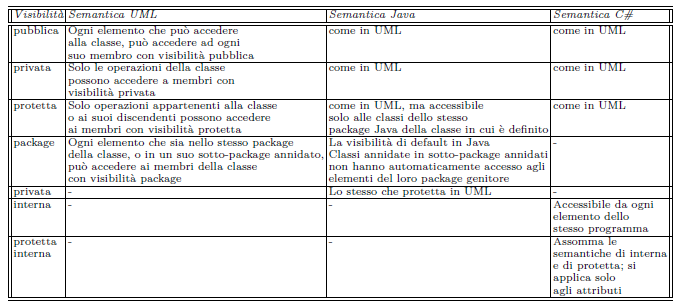 Visibilità Semantica UML Semantica Java Semantica C#
pubblica Ogni elemento che può accedere come in UML come in UML
alla classe, può accedere ad ogni
suo membro con visibilità pubblica
privata Solo le operazioni della classe come in UML come in UML
possono accedere a membri con
visibilità privata
protetta Solo operazioni appartenenti alla classe come in UML, ma accessibile come in UML
o ai suoi discendenti possono accedere solo alle classi dello stesso
ai membri con visibilità protetta package Java della classe in cui è definito
package Ogni elemento che sia nello stesso package La visibilità di default in Java -
della classe, o in un suo sotto-package annidato, Classi annidate in sotto-package annidati
può accedere ai membri della classe non hanno automaticamente accesso agli
con visibilità package elementi del loro package genitore
privata - Lo stesso che protetta in UML -
interna - - Accessibile da ogni
elemento dello
stesso programma
protetta - - Assomma le
interna semantiche di interna
e di protetta; si
applica solo
agli attributi